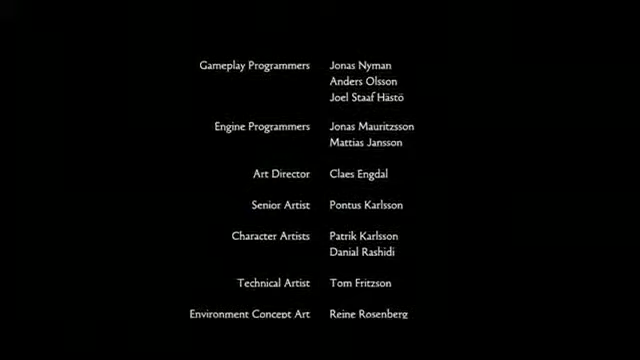 Gameplay Programmers Jonas Nyman
Anders Olsson
Joel Staaf Hästö
Engine Programmers Jonas Mauritzsson
Mattias Jansson
Art Director Claes Engdal
Senior Artist Pontus Karlsson
Character Artists Patrik Karlsson
Danial Rashidi
Technical Artist Tom Fritzson
Environment Concept Art Reine Rosenberg